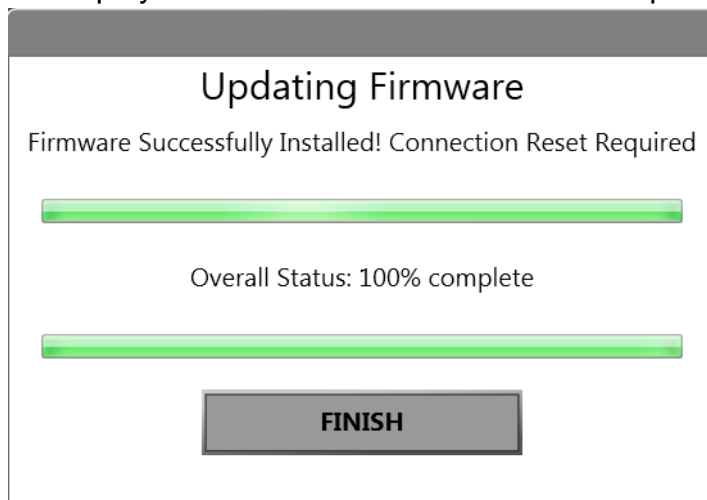 Updating Firmware
Firmware Successfully Installed! Connection Reset Required
Overall Status: 100% complete
FINISH